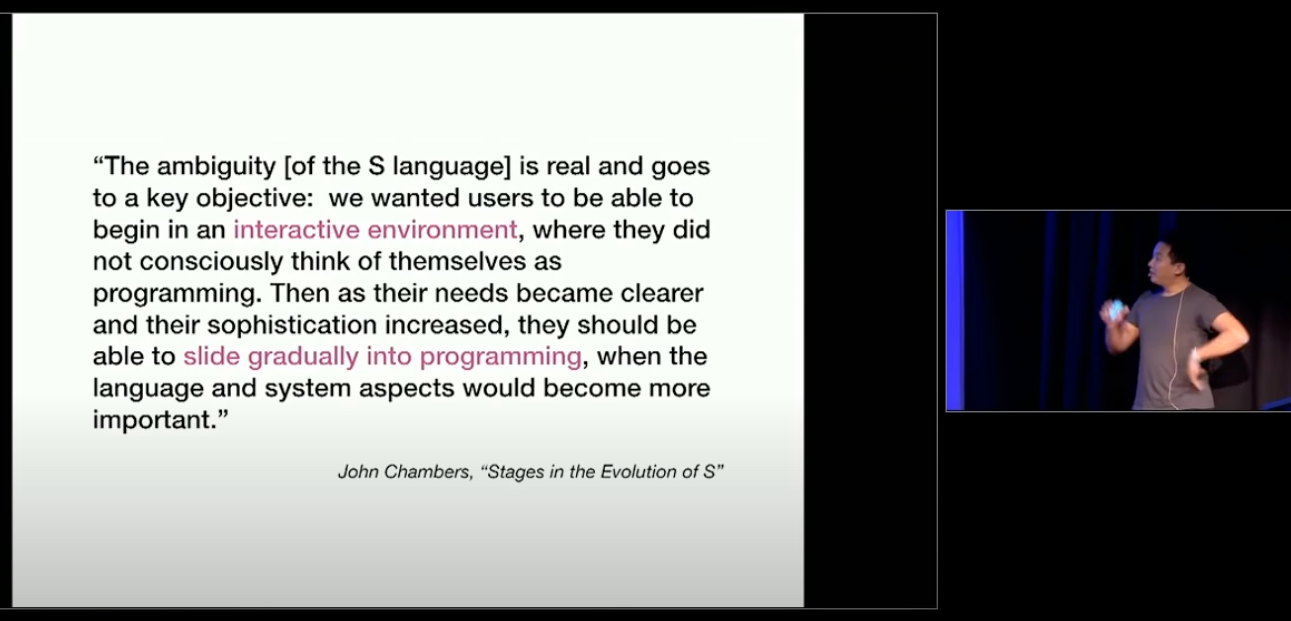 “The ambiguity [of the S language] is real and goes
to a key objective:  we wanted users to be able to
begin in an interactive environment, where they did
not consciously think of themselves as
programming. Then as their needs became clearer
and their sophistication increased, they should be
able to slide gradually into programming, when the
language and system aspects would become more
important.”
John Chambers, “Stages in the Evolution of S”